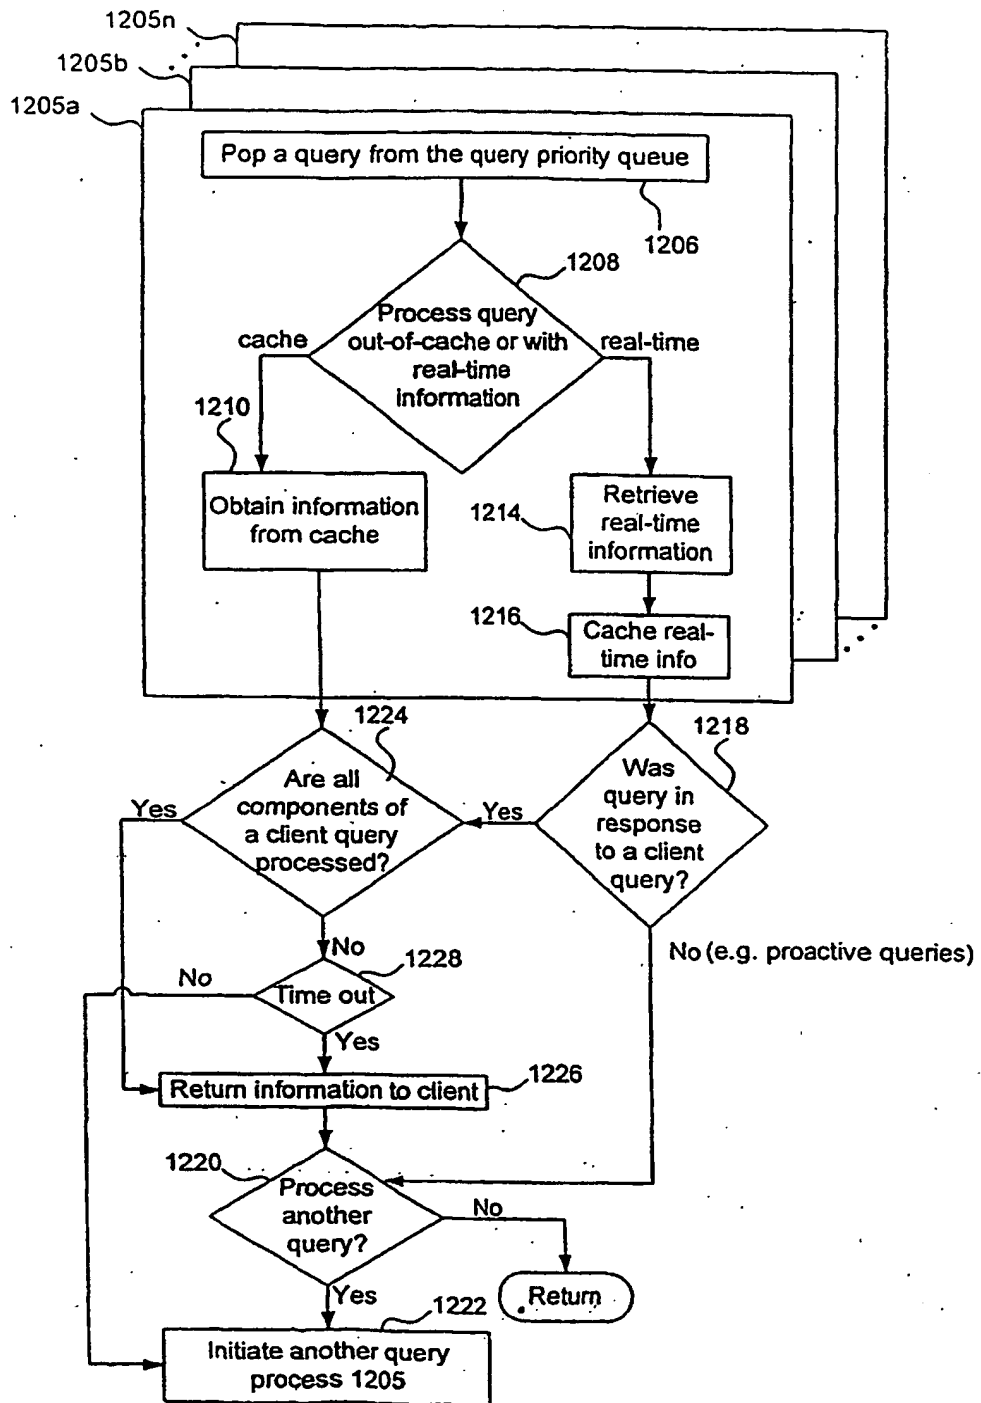 1205n
1205b
1205a
Pop a query from the query priority queue
1206
1208
Process query
out-of-cache or with
real-time
information
cache
real-time
1210
Obtain information
from cache
1214
Retrieve
real-time
information
1216
Cache real-
time info
1224
1218
Are all
components of
a client query
processed?
Yes
Yes
Was
query in
response
to a client
query?
No
No (e.g. proactive queries)
1228
No
Time out
Yes
Return information to client
1226
1220
Process
another
query?
No
Return
Yes
1222
Initiate another query
process 1205